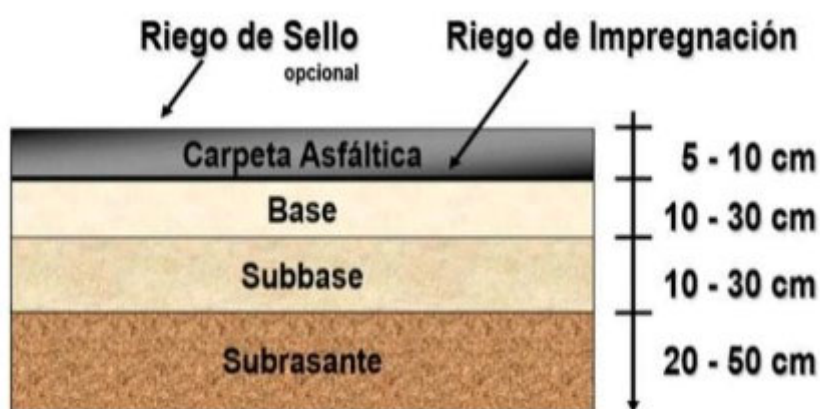 Riego de Sello
opcional
Riego de Impregnación
Carpeta Asfáltica
5 - 10 cm
Base
10 - 30 cm
Subbase
10 - 30 cm
Subrasante
20 - 50 cm